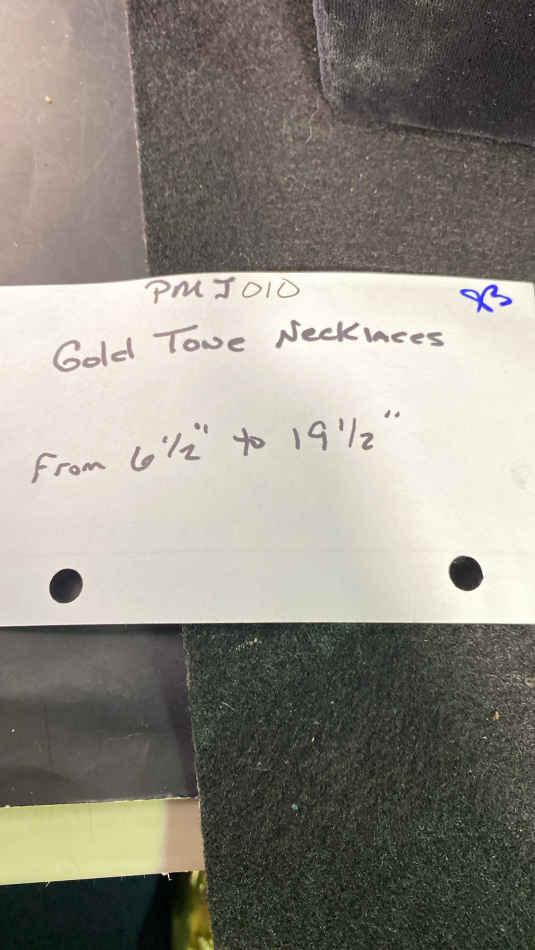 PMJ010
Gold Tone Necklaces
From 6 1/2" to 19 1/2"